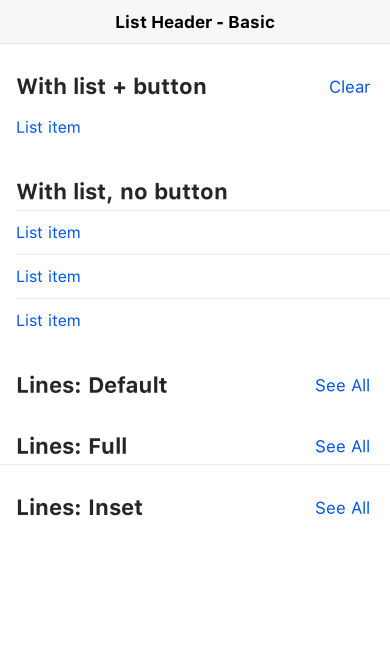 List Header - Basic
With list + button Clear
List item
With list, no button
List item
List item
List item
Lines: Default See All
Lines: Full See All
Lines: Inset See All